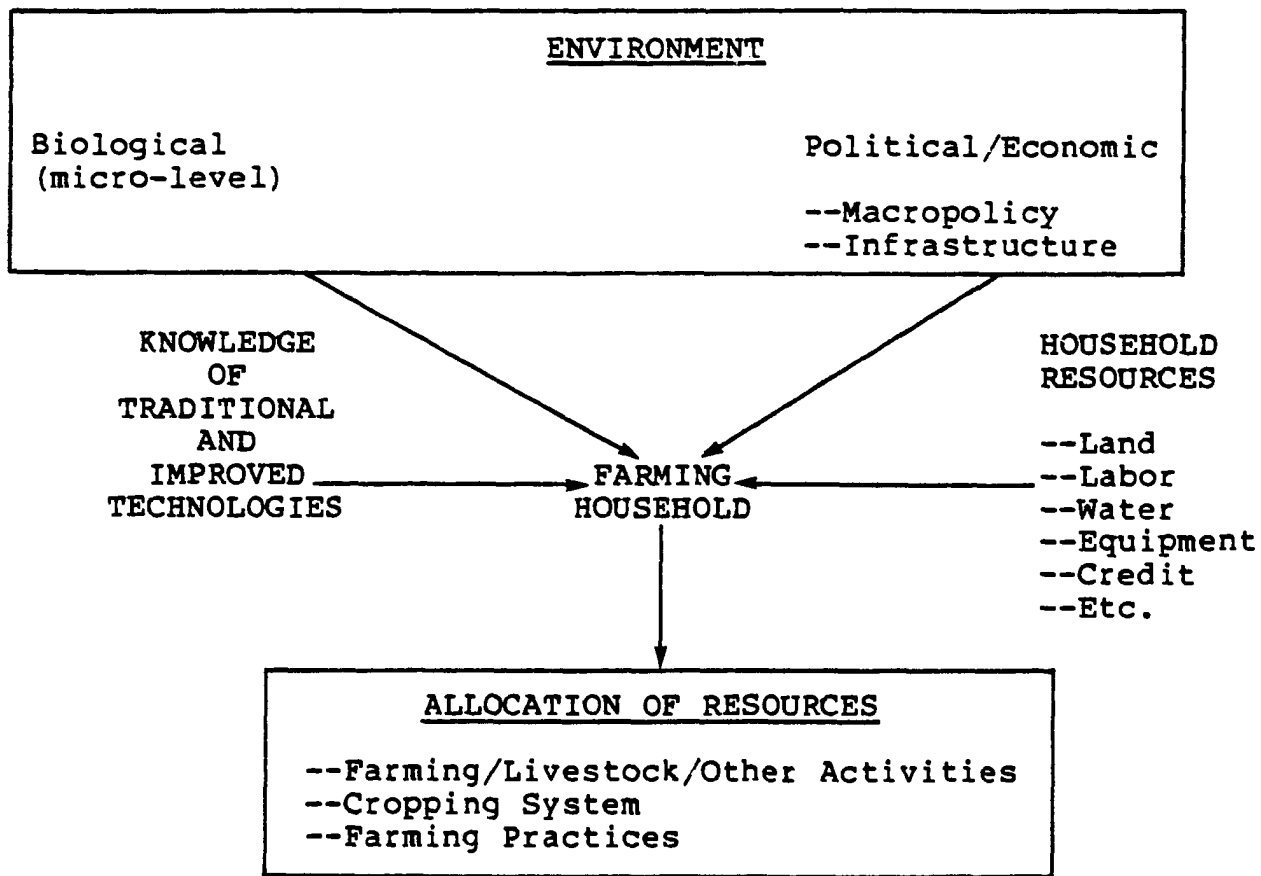 ENVIRONMENT
Biological
(micro-level)
Political/Economic
--Macropolicy
--Infrastructure
KNOWLEDGE
OF
TRADITIONAL
AND
IMPROVED
TECHNOLOGIES
FARMING
HOUSEHOLD
HOUSEHOLD
RESOURCES
--Land
--Labor
--Water
--Equipment
--Credit
--Etc.
ALLOCATION OF RESOURCES
--Farming/Livestock/Other Activities
--Cropping System
--Farming Practices